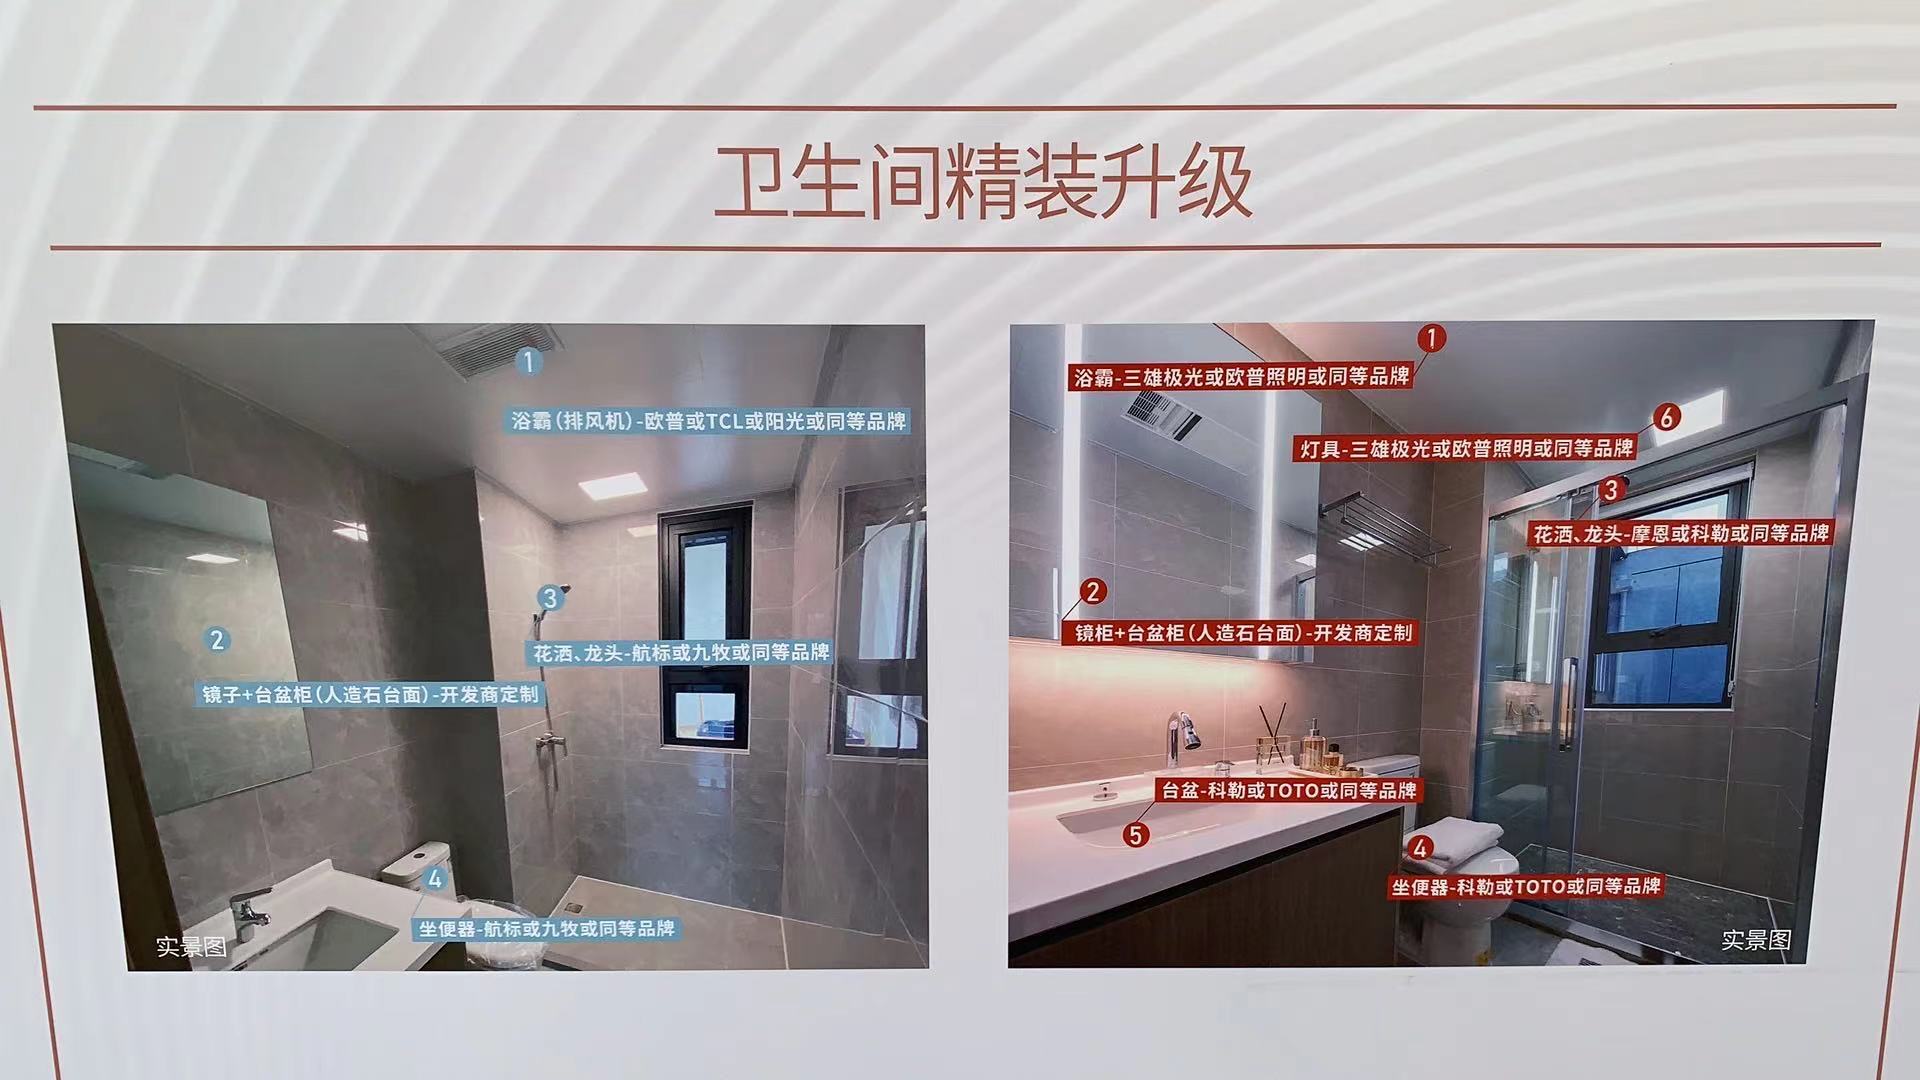 卫生间精装升级
1
浴霸(排风机)-欧普或TCL或阳光或同等品牌
3
花洒、龙头-航标或九牧或同等品牌
2
镜子+台盆柜(人造石台面)-开发商定制
4
坐便器-航标或九牧或同等品牌
实景图
1
浴霸-三雄极光或欧普照明或同等品牌
6
灯具-三雄极光或欧普照明或同等品牌
3
花洒、龙头-摩恩或科勒或同等品牌
2
镜柜+台盆柜(人造石台面)-开发商定制
台盆-科勒或TOTO或同等品牌
5
4
坐便器-科勒或TOTO或同等品牌
实景图